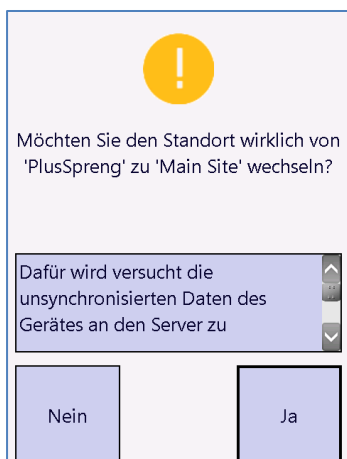 Möchten Sie den Standort wirklich von
'PlusSpreng' zu 'Main Site' wechseln?
Dafür wird versucht die
unsynchronisierten Daten des
Gerätes an den Server zu
Nein
Ja